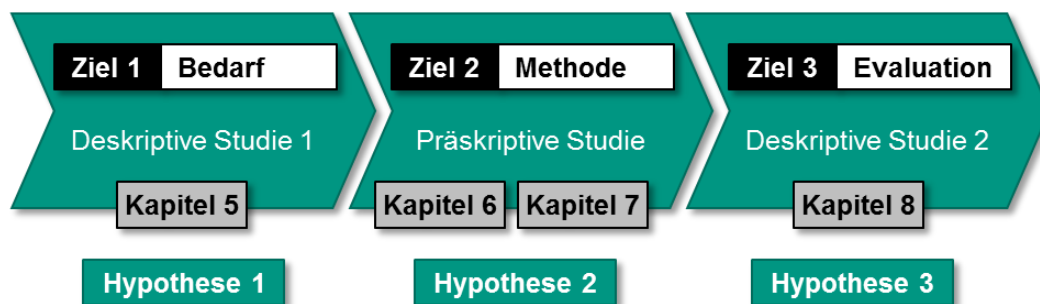 Ziel 1 Bedarf
Deskriptive Studie 1
Kapitel 5
Hypothese 1
Ziel 2 Methode
Präskriptive Studie
Kapitel 6 Kapitel 7
Hypothese 2
Ziel 3 Evaluation
Deskriptive Studie 2
Kapitel 8
Hypothese 3